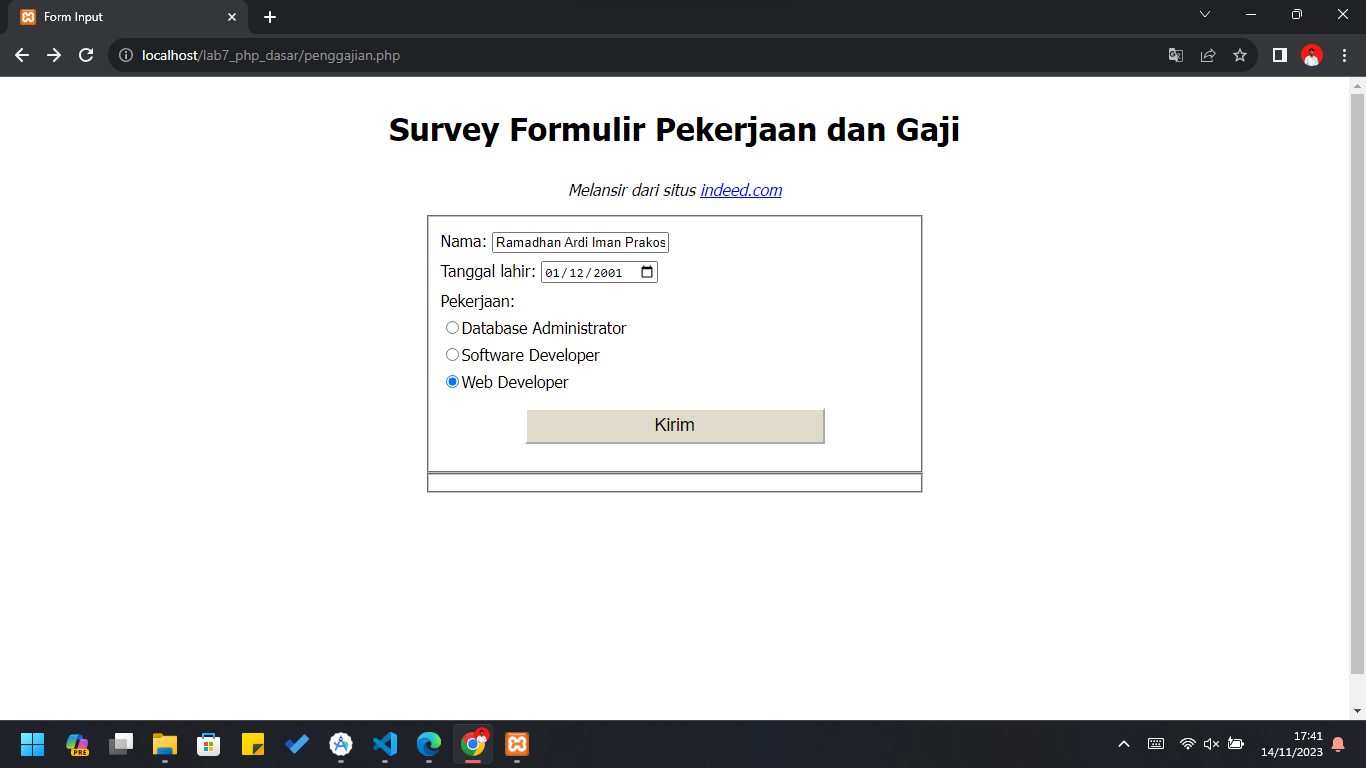 Form Input
localhost/lab7_php_dasar/penggajian.php
Survey Formulir Pekerjaan dan Gaji
Melansir dari situs indeed.com
Nama: Ramadhan Ardi Iman Prakos
Tanggal lahir: 01/12/2001
Pekerjaan:
Database Administrator
Software Developer
Web Developer
Kirim
PRE
17:41
14/11/2023